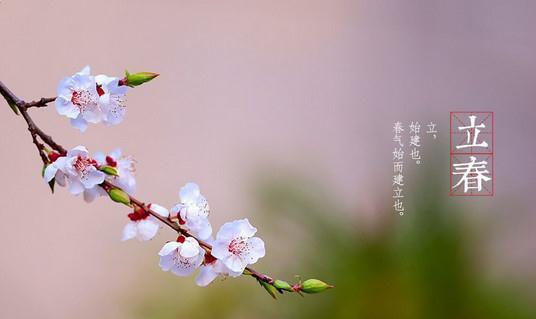 立春
立，
始建也。
春气始而建立也。